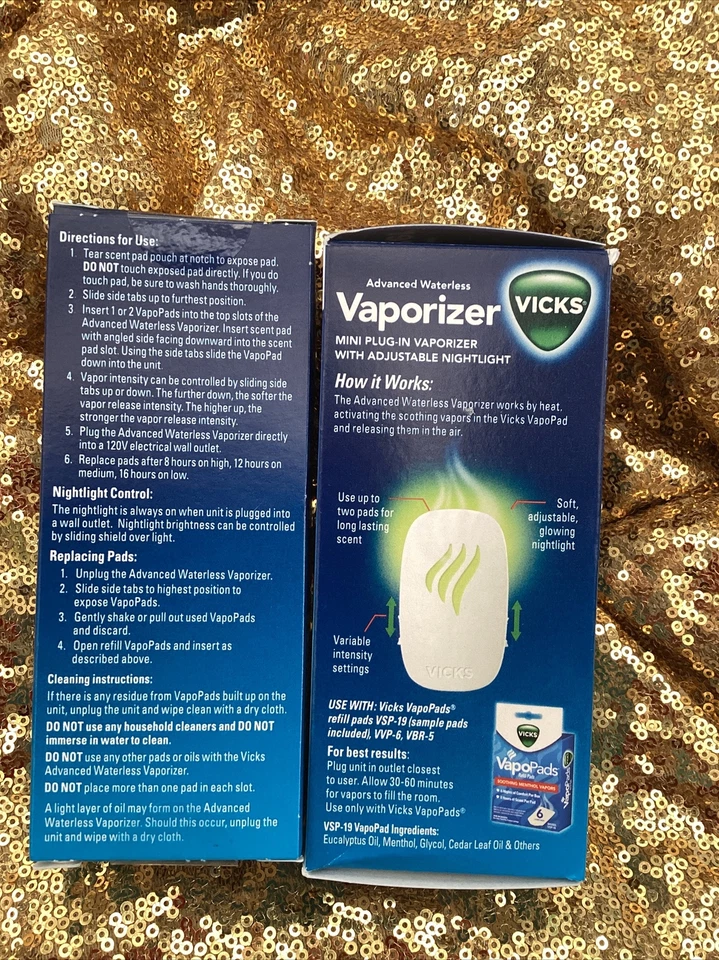 Directions for Use:
1. Tear scent pad pouch at notch to expose pad.
DO NOT touch exposed pad directly. If you do
touch pad, be sure to wash hands thoroughly.
2. Slide side tabs up to furthest position.
3. Insert 1 or 2 VapoPads into the top slots of the
Advanced Waterless Vaporizer. Insert scent pad
with angled side facing downward into the scent
pad slot. Using the side tabs slide the VapoPad
down into the unit.
4. Vapor intensity can be controlled by sliding side
tabs up or down. The further down, the softer the
vapor release intensity. The higher up, the
stronger the vapor release intensity.
5. Plug the Advanced Waterless Vaporizer directly
into a 120V electrical wall outlet.
6. Replace pads after 8 hours on high, 12 hours on
medium, 16 hours on low.
Nightlight Control:
The nightlight is always on when unit is plugged into
a wall outlet. Nightlight brightness can be controlled
by sliding shield over light.
Replacing Pads:
1. Unplug the Advanced Waterless Vaporizer.
2. Slide side tabs to highest position to
expose VapoPads.
3. Gently shake or pull out used VapoPads
and discard.
4. Open refill VapoPads and insert as
described above.
Cleaning instructions:
If there is any residue from VapoPads built up on the
unit, unplug the unit and wipe clean with a dry cloth.
DO NOT use any household cleaners and DO NOT
immerse in water to clean.
DO NOT use any other pads or oils with the Vicks
Advanced Waterless Vaporizer.
DO NOT place more than one pad in each slot.
A light layer of oil may form on the Advanced
Waterless Vaporizer. Should this occur, unplug the
unit and wipe with a dry cloth.
Advanced Waterless
Vaporizer
VICKS®
MINI PLUG-IN VAPORIZER
WITH ADJUSTABLE NIGHTLIGHT
How it Works:
The Advanced Waterless Vaporizer works by heat,
activating the soothing vapors in the Vicks VapoPad
and releasing them in the air.
Use up to
two pads for
long lasting
scent
Soft,
adjustable,
glowing
nightlight
Variable
intensity
settings
VICKS
USE WITH: Vicks VapoPads®
refill pads VSP-19 (sample pads
included), VVP-6, VBR-5
For best results:
Plug unit in outlet closest
to user. Allow 30-60 minutes
for vapors to fill the room.
Use only with Vicks VapoPads®
VICKS
VapoPads
Refill Pads
SOOTHING MENTHOL VAPORS
6
VapoPads
VSP-19 VapoPad Ingredients:
Eucalyptus Oil, Menthol, Glycol, Cedar Leaf Oil & Others